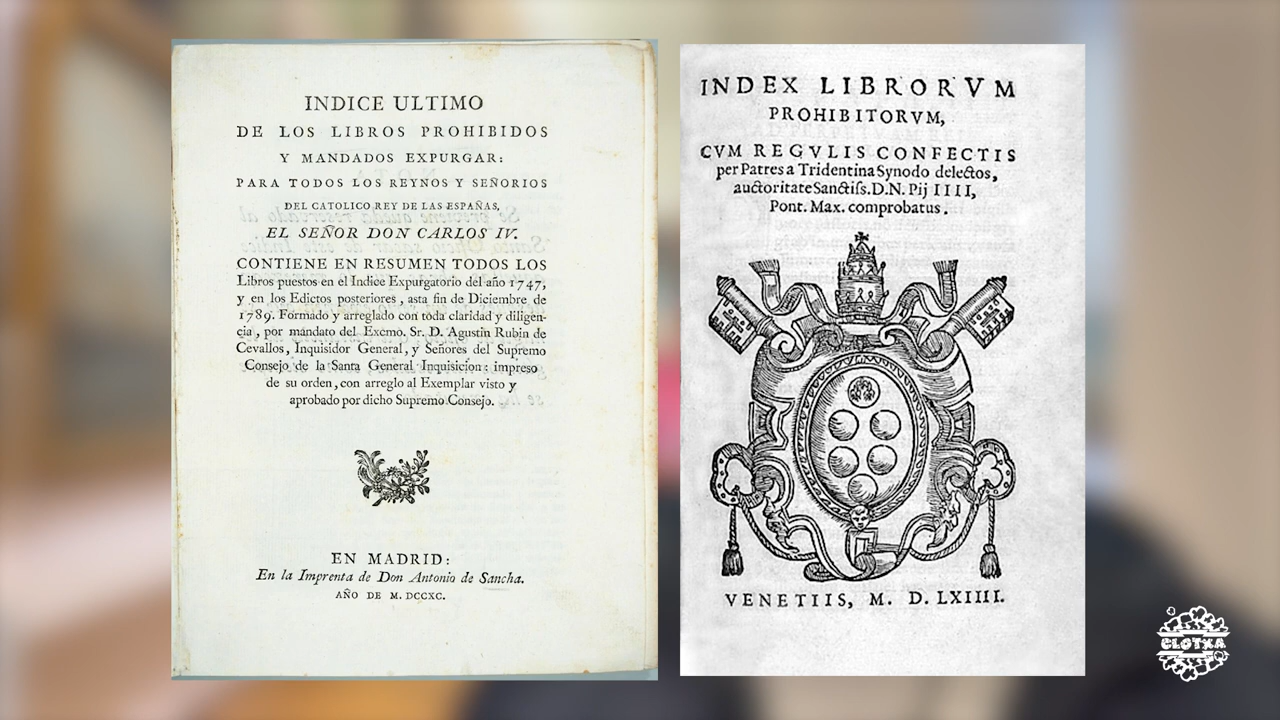 INDICE ULTIMO
DE LOS LIBROS PROHIBIDOS
Y MANDADOS EXPURGAR:
PARA TODOS LOS REYNOS Y SEÑORIOS
DEL CATOLICO REY DE LAS ESPAÑAS,
EL SEÑOR DON CARLOS IV.
CONTIENE EN RESUMEN TODOS LOS
Libros puestos en el Indice Expurgatorio del año 1747,
y en los Edictos posteriores, asta fin de Diciembre de
1789. Formado y arreglado con toda claridad y diligen-
cia, por mandato del Excmo. Sr. D. Agustin Rubin de
Cevallos, Inquisidor General, y Señores del Supremo
Consejo de la Santa General Inquisicion: impreso
de su orden, con arreglo al Exemplar visto y
aprobado por dicho Supremo Consejo.
EN MADRID:
En la Imprenta de Don Antonio de Sancha.
AÑO DE M. DCCXC.
INDEX LIBRORVM
PROHIBITORVM,
CVM REGVLIS CONFECTIS
per Patres a Tridentina Synodo delectos,
auctoritate Sanctiss. D. N. Pij IIII,
Pont. Max. comprobatus.
VENETIIS, M. D. LXIIII.
CLOTXA